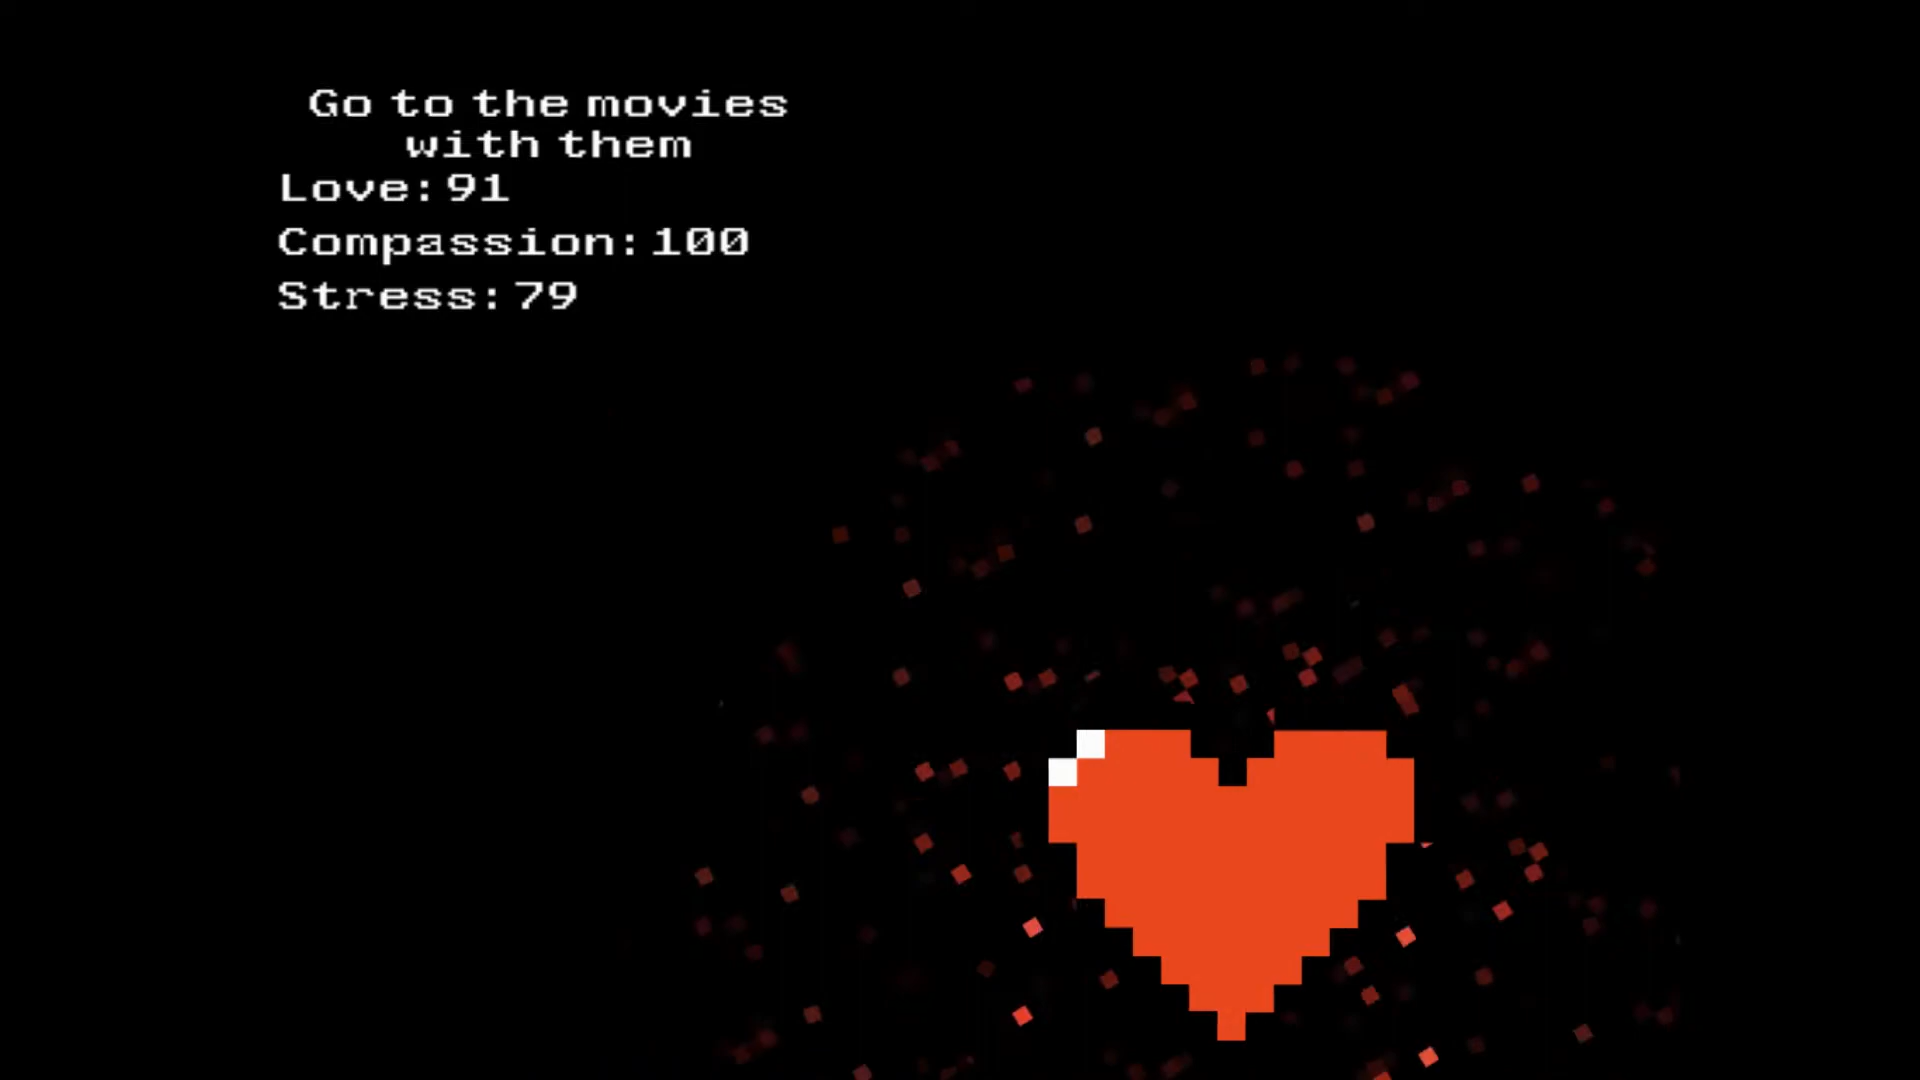 Go to the movies
with them
Love:91
Compassion:100
Stress:79